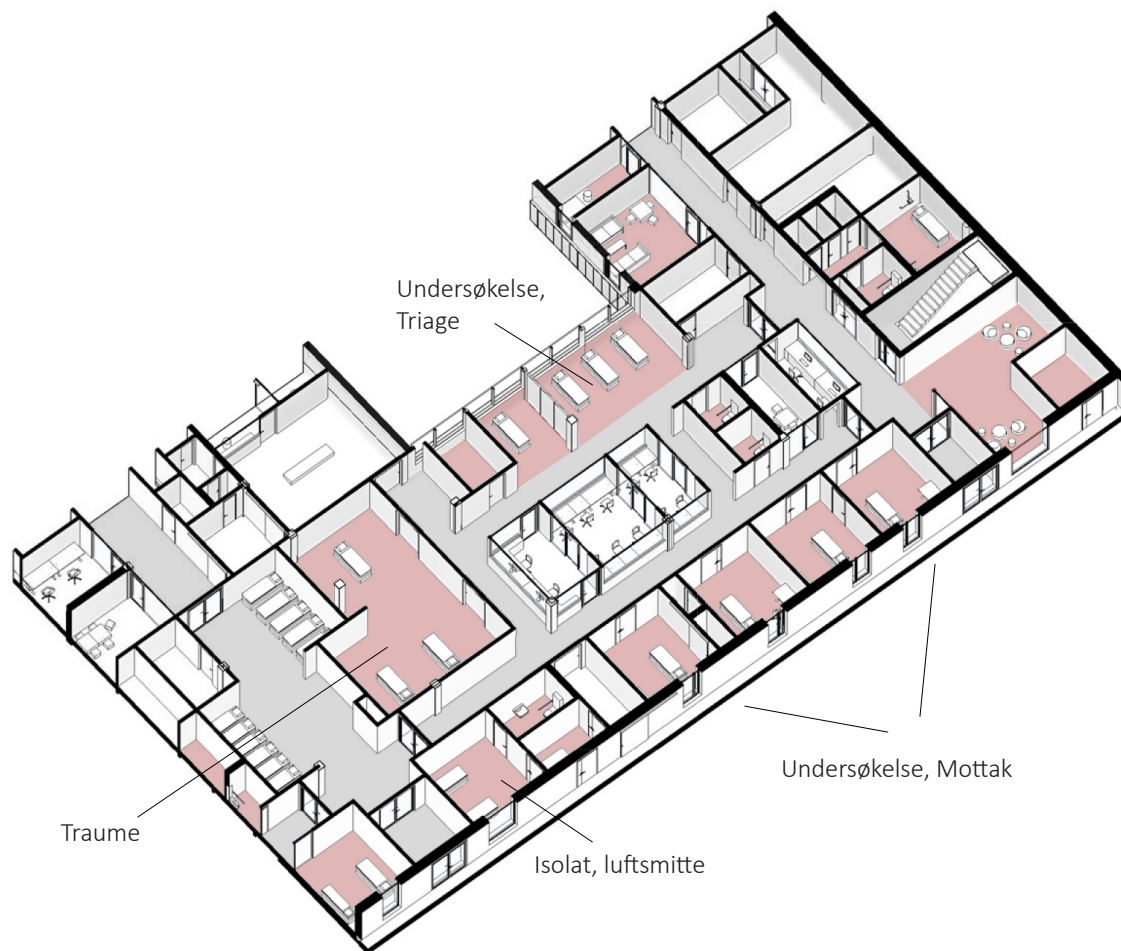 Undersøkelse,
Triage
Undersøkelse, Mottak
Traume
Isolat, luftsmitte